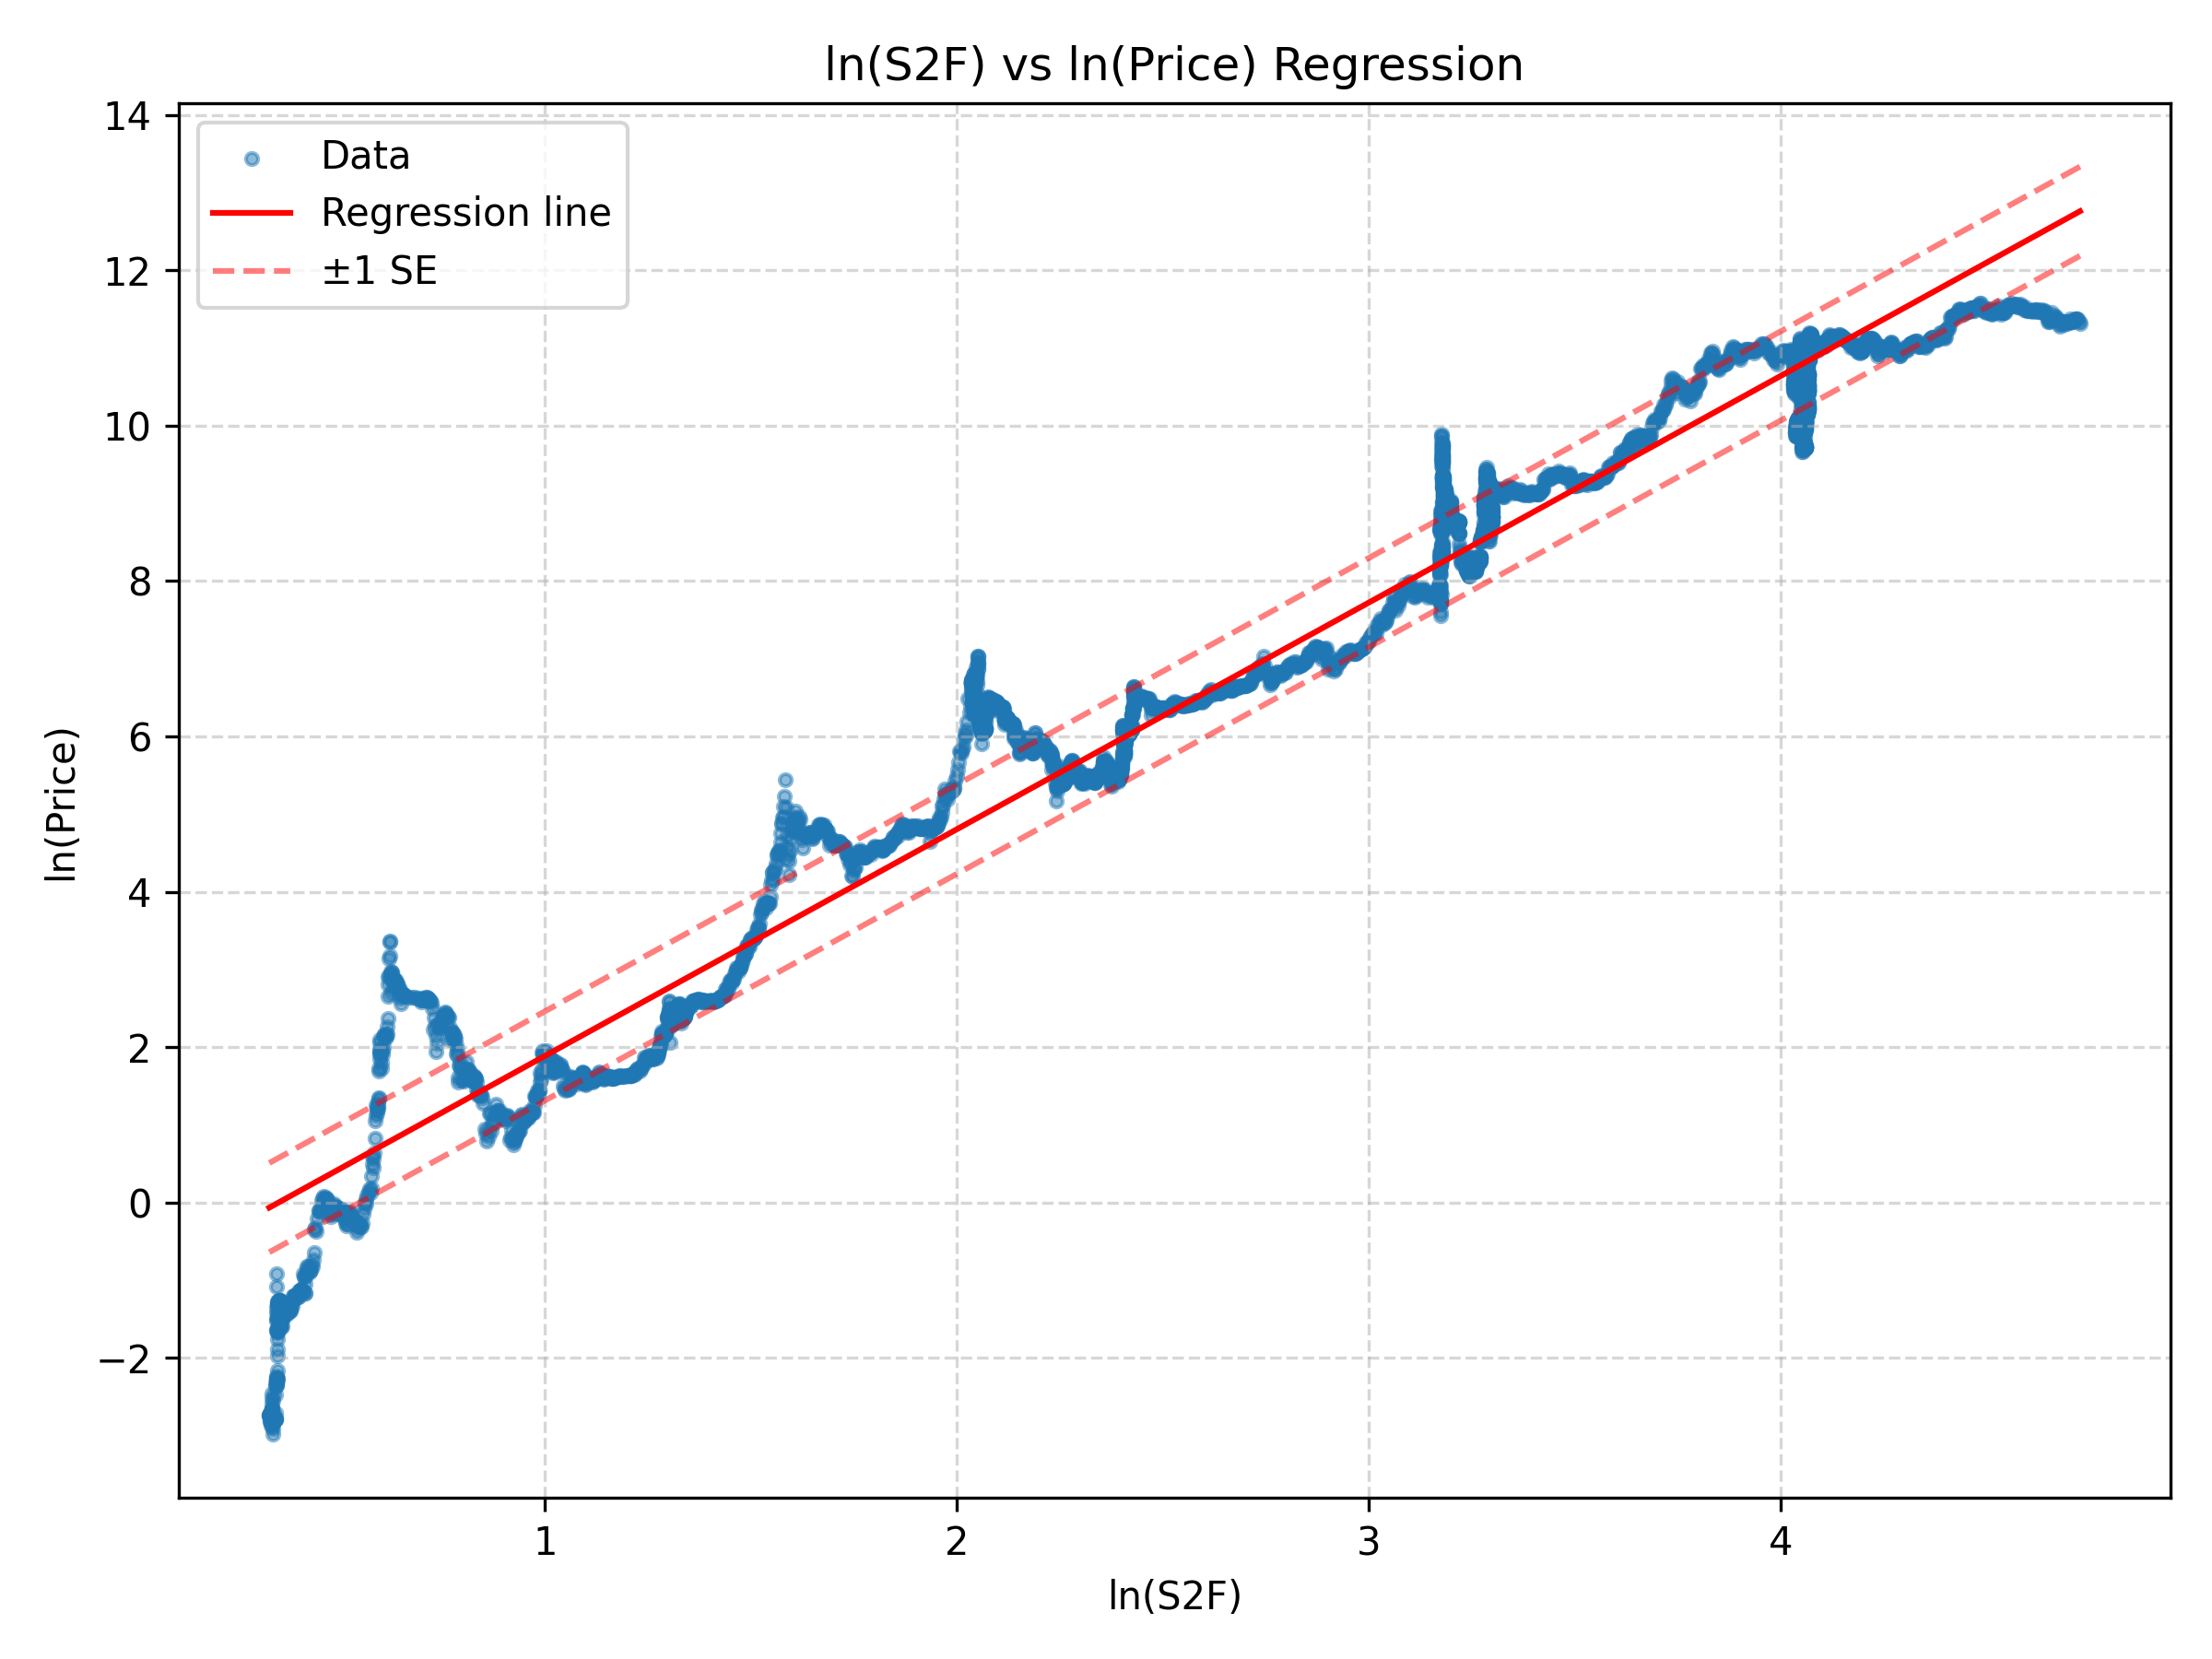 ln(S2F) vs ln(Price) Regression
14
12
10
8
6
4
2
0
−2
ln(Price)
Data
Regression line
±1 SE
1
2
3
4
ln(S2F)